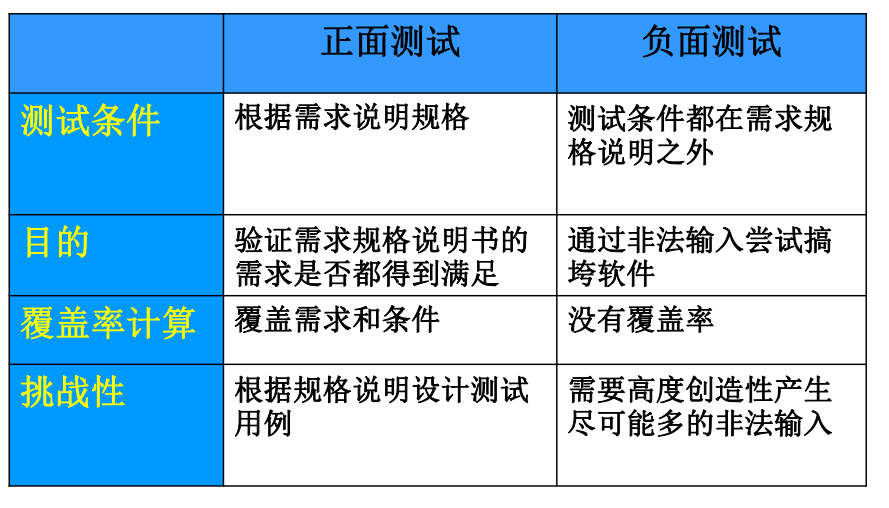 正面测试
负面测试
测试条件
根据需求说明规格
测试条件都在需求规
格说明之外
目的
验证需求规格说明书的
需求是否都得到满足
通过非法输入尝试搞
垮软件
覆盖率计算
覆盖需求和条件
没有覆盖率
挑战性
根据规格说明设计测试
用例
需要高度创造性产生
尽可能多的非法输入